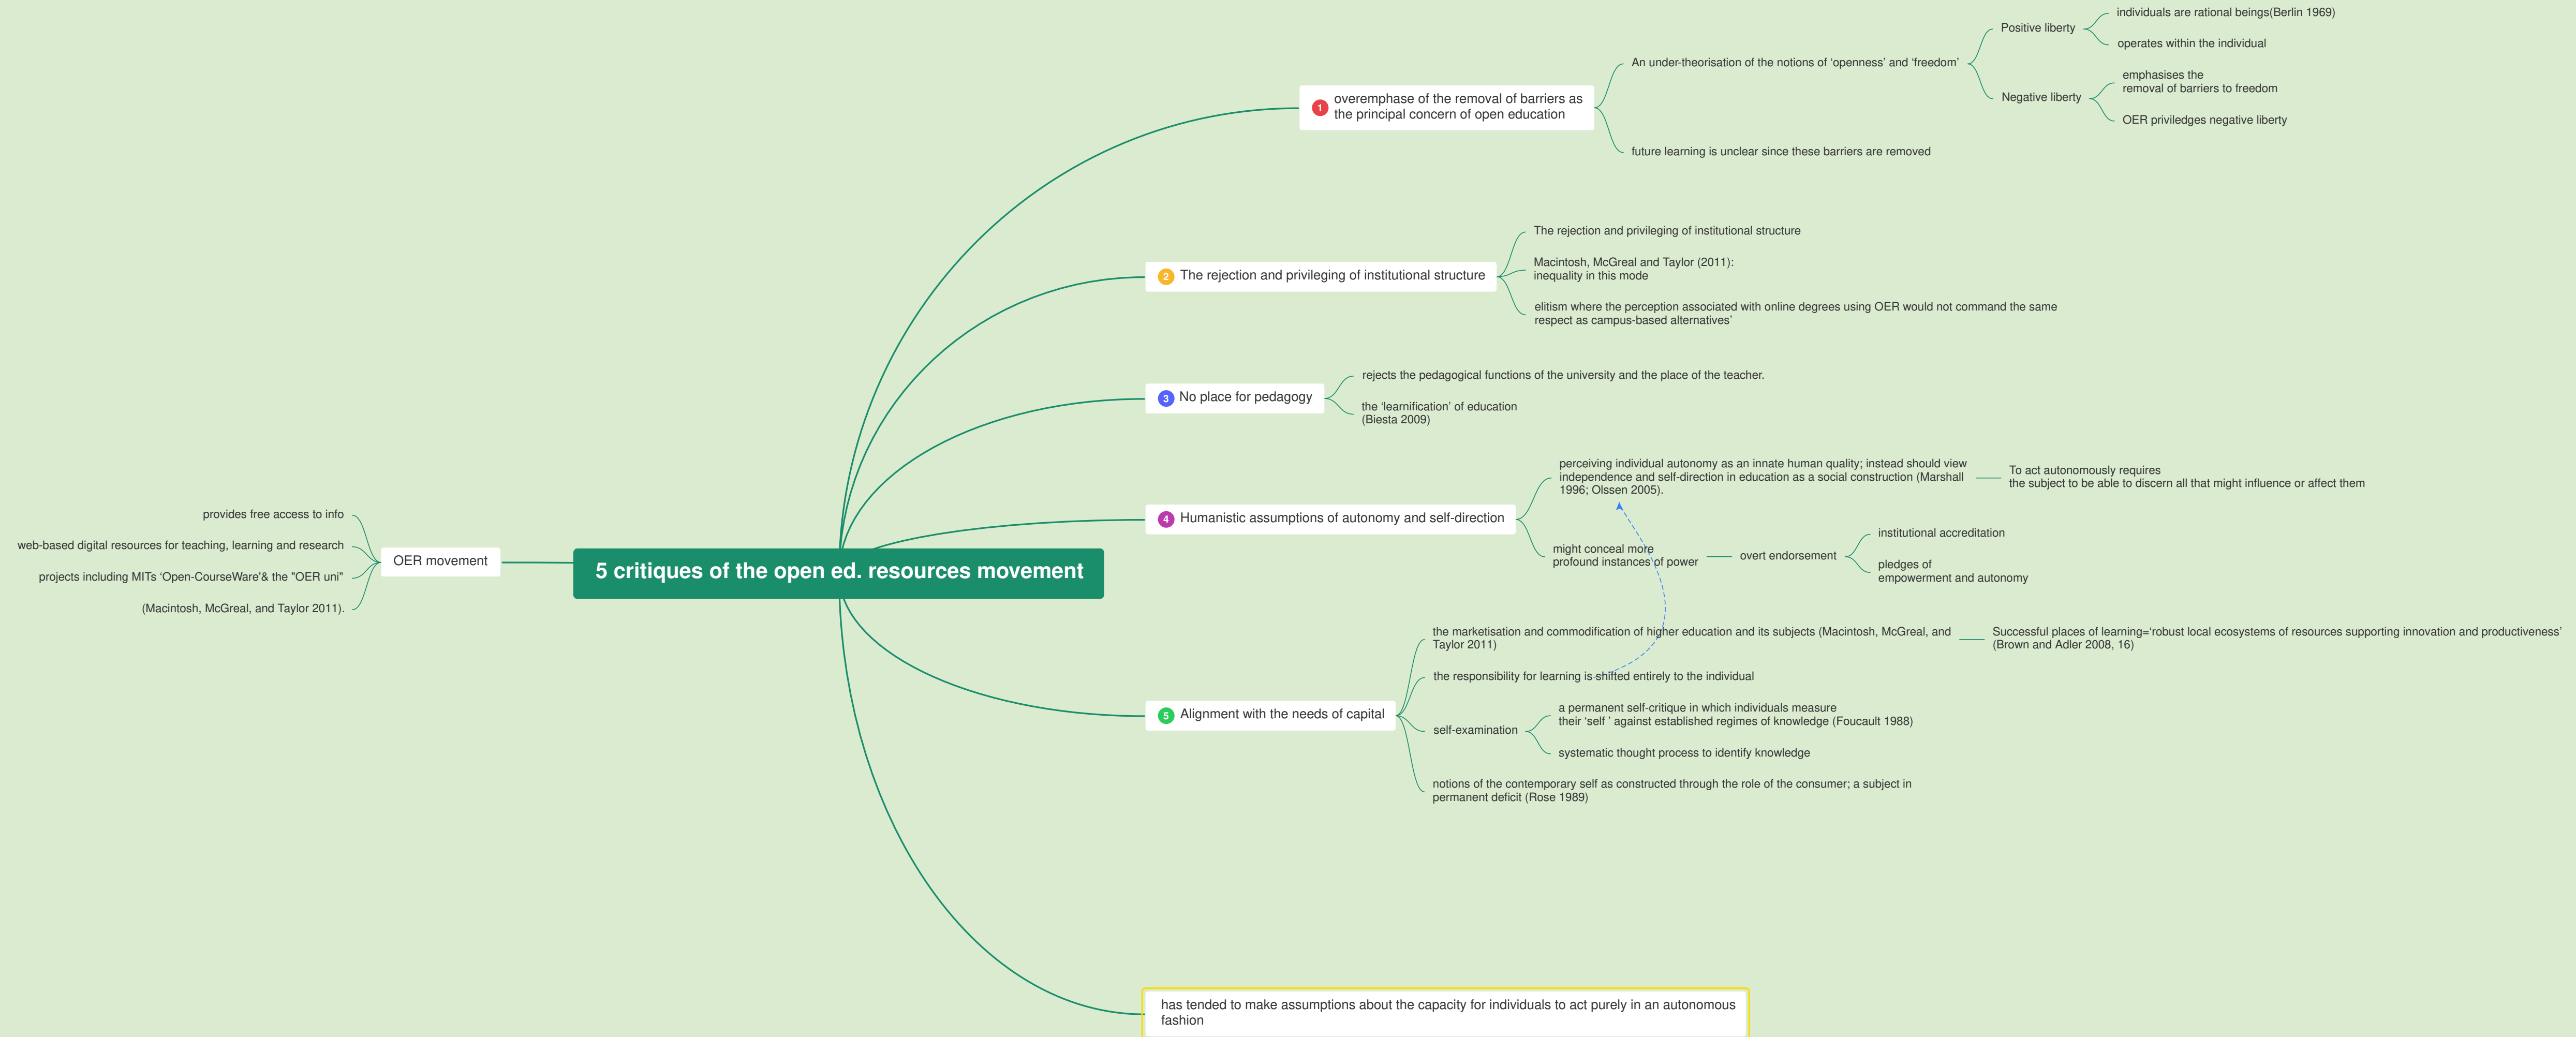 5 critiques of the open ed. resources movement
OER movement
provides free access to info
web-based digital resources for teaching, learning and research
projects including MITs ‘Open-CourseWare'& the "OER uni"
(Macintosh, McGreal, and Taylor 2011).
1
overemphase of the removal of barriers as
the principal concern of open education
An under-theorisation of the notions of ‘openness’ and ‘freedom’
Positive liberty
individuals are rational beings(Berlin 1969)
operates within the individual
Negative liberty
emphasises the
removal of barriers to freedom
OER priviledges negative liberty
future learning is unclear since these barriers are removed
2
The rejection and privileging of institutional structure
The rejection and privileging of institutional structure
Macintosh, McGreal and Taylor (2011):
inequality in this mode
elitism where the perception associated with online degrees using OER would not command the same
respect as campus-based alternatives’
3
No place for pedagogy
rejects the pedagogical functions of the university and the place of the teacher.
the ‘learnification’ of education
(Biesta 2009)
4
Humanistic assumptions of autonomy and self-direction
perceiving individual autonomy as an innate human quality; instead should view
independence and self-direction in education as a social construction (Marshall
1996; Olssen 2005).
To act autonomously requires
the subject to be able to discern all that might influence or affect them
might conceal more
profound instances of power
overt endorsement
institutional accreditation
pledges of
empowerment and autonomy
5
Alignment with the needs of capital
the marketisation and commodification of higher education and its subjects (Macintosh, McGreal, and
Taylor 2011)
Successful places of learning=‘robust local ecosystems of resources supporting innovation and productiveness’
(Brown and Adler 2008, 16)
the responsibility for learning is shifted entirely to the individual
self-examination
a permanent self-critique in which individuals measure
their ‘self ’ against established regimes of knowledge (Foucault 1988)
systematic thought process to identify knowledge
notions of the contemporary self as constructed through the role of the consumer; a subject in
permanent deficit (Rose 1989)
has tended to make assumptions about the capacity for individuals to act purely in an autonomous
fashion